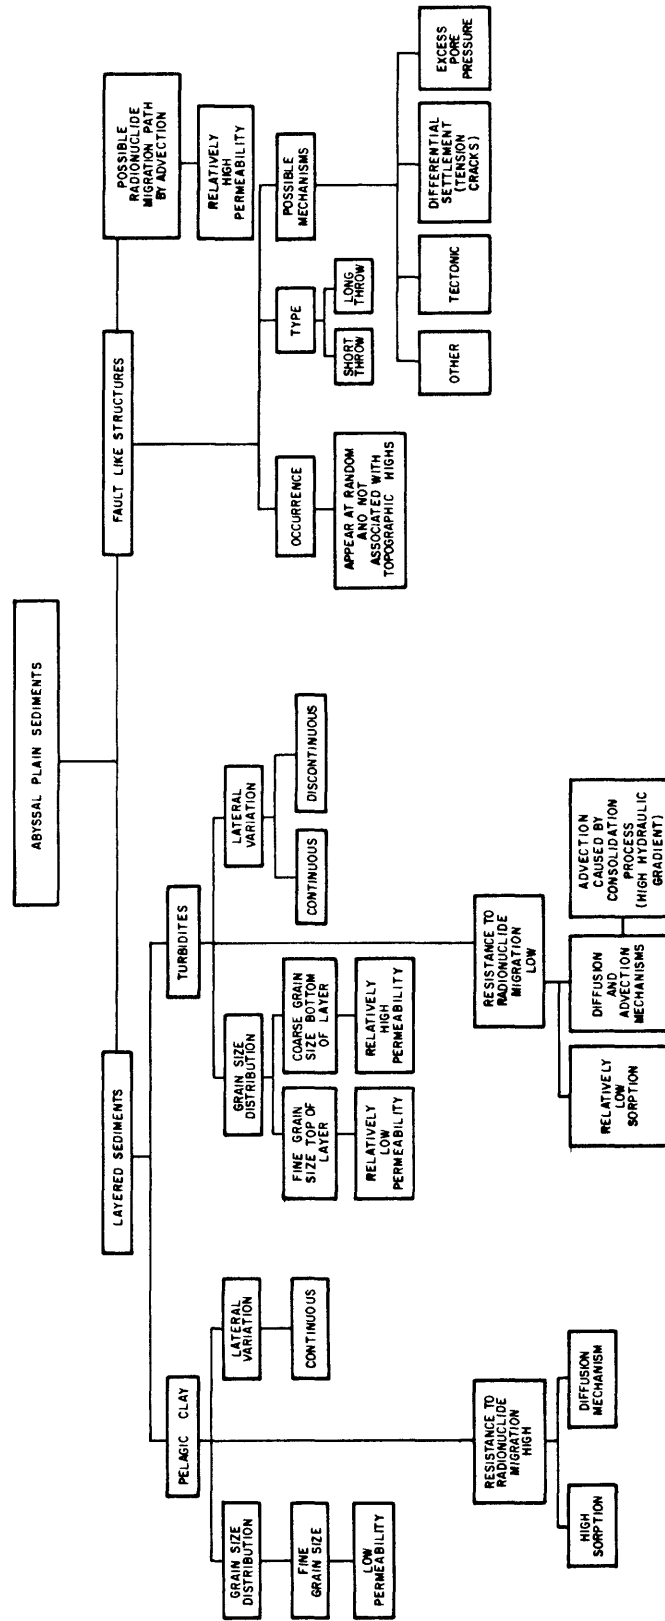 ABYSSAL PLAIN SEDIMENTS
LAYERED SEDIMENTS
FAULT LIKE STRUCTURES
POSSIBLE
RADIONUCLIDE
MIGRATION PATH
BY ADVECTION
RELATIVELY
HIGH
PERMEABILITY
PELAGIC CLAY
TURBIDITES
GRAIN SIZE
DISTRIBUTION
FINE
GRAIN SIZE
LOW
PERMEABILITY
LATERAL
VARIATION
CONTINUOUS
RESISTANCE TO
RADIONUCLIDE
MIGRATION
HIGH
HIGH
SORPTION
DIFFUSION
MECHANISM
GRAIN SIZE
DISTRIBUTION
FINE GRAIN
SIZE TOP OF
LAYER
RELATIVELY
LOW
PERMEABILITY
COARSE GRAIN
SIZE BOTTOM
OF LAYER
RELATIVELY
HIGH
PERMEABILITY
LATERAL
VARIATION
CONTINUOUS
DISCONTINUOUS
RESISTANCE TO
RADIONUCLIDE
MIGRATION
LOW
RELATIVELY
LOW
SORPTION
DIFFUSION
AND
ADVECTION
MECHANISMS
ADVECTION
CAUSED BY
CONSOLIDATION
PROCESS
(HIGH HYDRAULIC
GRADIENT)
OCCURRENCE
APPEAR AT RANDOM
AND NOT
ASSOCIATED WITH
TOPOGRAPHIC HIGHS
TYPE
SHORT
THROW
LONG
THROW
POSSIBLE
MECHANISMS
OTHER
TECTONIC
DIFFERENTIAL
SETTLEMENT
(TENSION
CRACKS)
EXCESS
PORE
PRESSURE